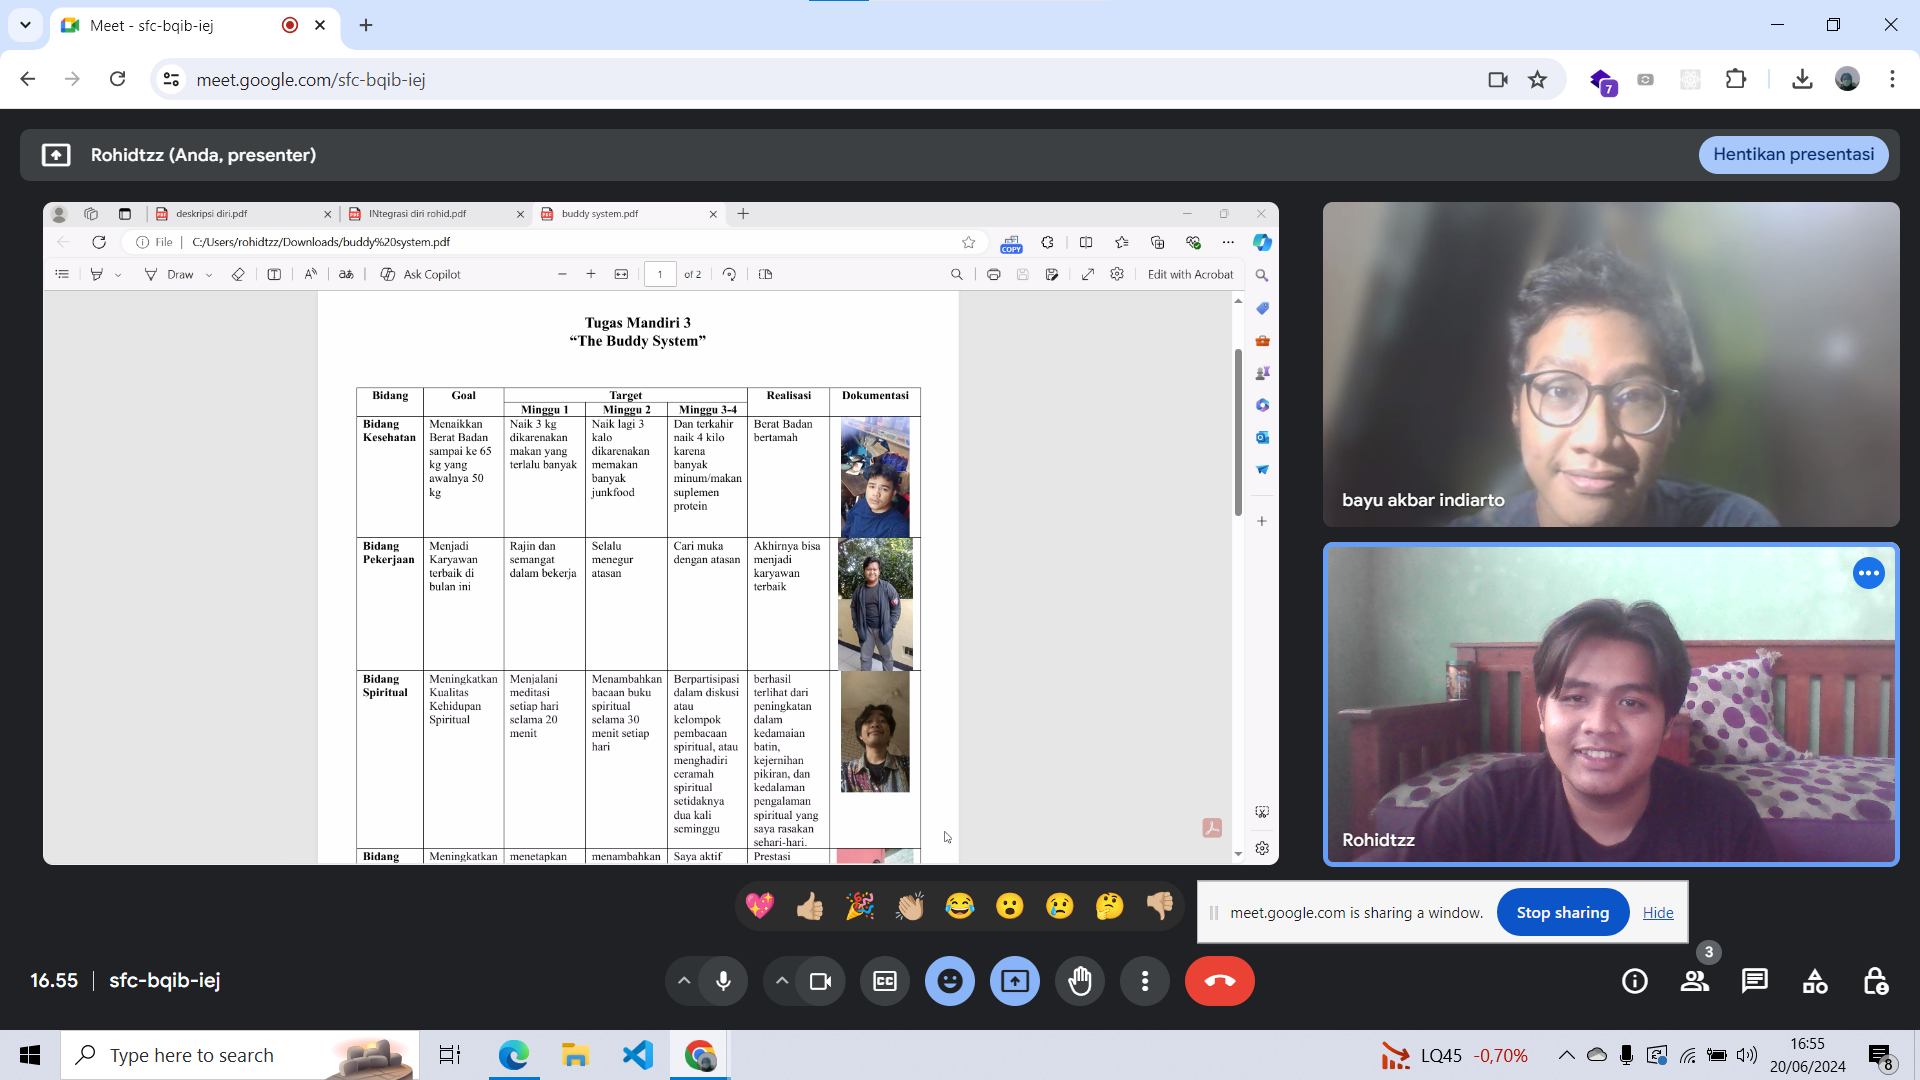 Meet - sfc-bqib-iej
meet.google.com/sfc-bqib-iej
7
Rohidtzz (Anda, presenter)
Hentikan presentasi
deskripsi diri.pdf
INtegrasi diri rohid.pdf
buddy system.pdf
File
C:/Users/rohidtzz/Downloads/buddy%20system.pdf
COPY
Draw
Ask Copilot
1
of 2
Edit with Acrobat
Tugas Mandiri 3
“The Buddy System”
Bidang
Goal
Target
Realisasi
Dokumentasi
Minggu 1
Minggu 2
Minggu 3-4
Bidang
Kesehatan
Menaikkan
Berat Badan
sampai ke 65
kg yang
awalnya 50
kg
Naik 3 kg
dikarenakan
makan yang
terlalu banyak
Naik lagi 3
kalo
dikarenakan
memakan
banyak
junkfood
Dan terkahir
naik 4 kilo
karena
banyak
minum/makan
suplemen
protein
Berat Badan
bertamah
Bidang
Pekerjaan
Menjadi
Karyawan
terbaik di
bulan ini
Rajin dan
semangat
dalam bekerja
Selalu
menegur
atasan
Cari muka
dengan atasan
Akhirnya bisa
menjadi
karyawan
terbaik
Bidang
Spiritual
Meningkatkan
Kualitas
Kehidupan
Spiritual
Menjalani
meditasi
setiap hari
selama 20
menit
Menambahkan
bacaan buku
spiritual
selama 30
menit setiap
hari
Berpartisipasi
dalam diskusi
atau
kelompok
pembacaan
spiritual, atau
menghadiri
ceramah
spiritual
setidaknya
dua kali
seminggu
berhasil
terlihat dari
peningkatan
dalam
kedamaian
batin,
kejernihan
pikiran, dan
kedalaman
pengalaman
spiritual yang
saya rasakan
sehari-hari.
Bidang
Meningkatkan
menetapkan
menambahkan
Saya aktif
Prestasi
bayu akbar indiarto
Rohidtzz
meet.google.com is sharing a window.
Stop sharing
Hide
16.55
sfc-bqib-iej
CC
3
Type here to search
LQ45
-0,70%
16:55
20/06/2024
8